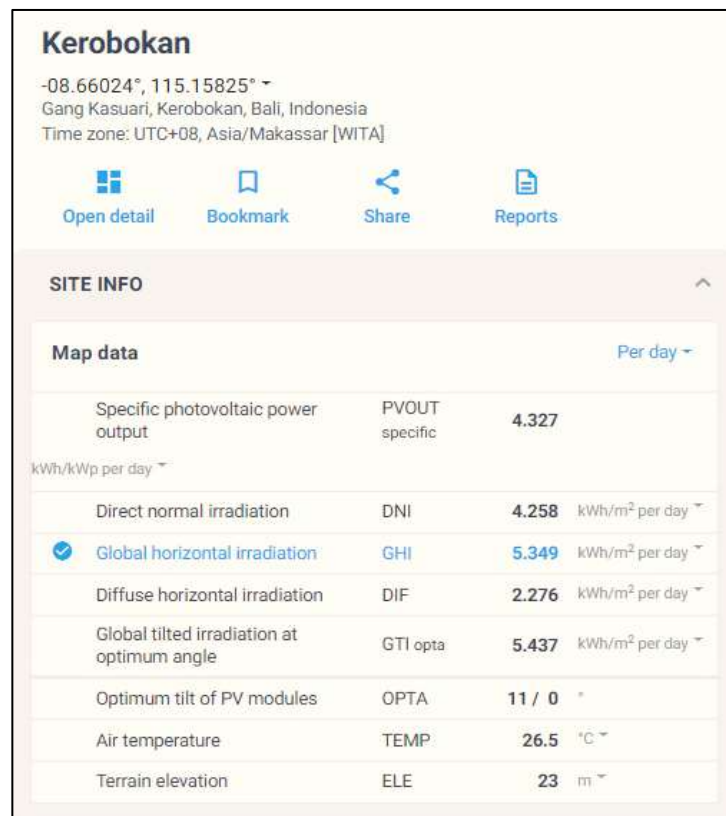 Kerobokan
-08.66024°, 115.15825°
Gang Kasuari, Kerobokan, Bali, Indonesia
Time zone: UTC+08, Asia/Makassar [WITA]
Open detail Bookmark Share Reports
SITE INFO
Map data Per day
Specific photovoltaic power output PVOUT specific 4.327
kWh/kWp per day
Direct normal irradiation DNI 4.258 kWh/m² per day
Global horizontal irradiation GHI 5.349 kWh/m² per day
Diffuse horizontal irradiation DIF 2.276 kWh/m² per day
Global tilted irradiation at optimum angle GTI opta 5.437 kWh/m² per day
Optimum tilt of PV modules OPTA 11 / 0 °
Air temperature TEMP 26.5 °C
Terrain elevation ELE 23 m